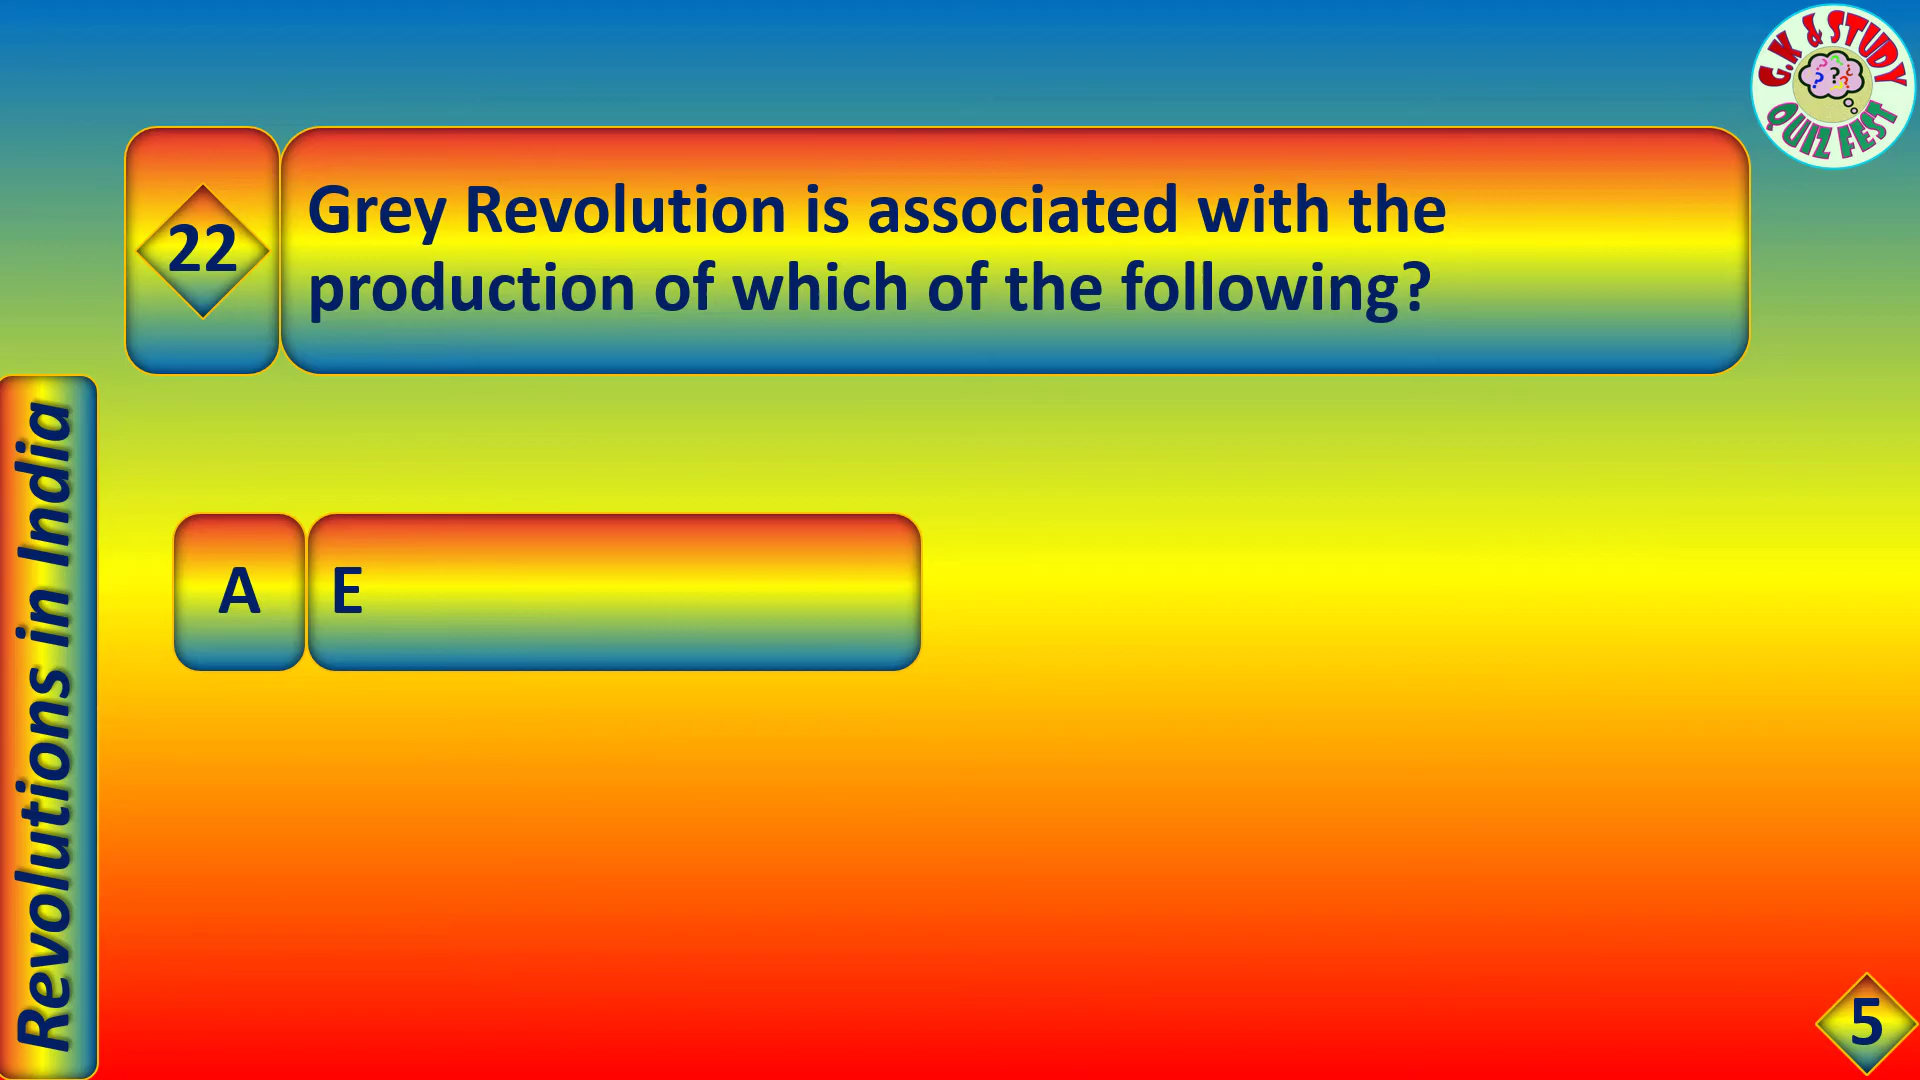 G.K & STUDY
QUIZ FEST
22
Grey Revolution is associated with the
production of which of the following?
A
E
Revolutions in India
5